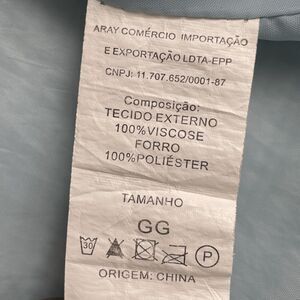 ARAY COMÉRCIO IMPORTAÇÃO
E EXPORTAÇÃO LDTA-EPP
CNPJ: 11.707.652/0001-87
Composição:
TECIDO EXTERNO
100%VISCOSE
FORRO
100%POLIÉSTER
TAMANHO
GG
30 P
ORIGEM: CHINA